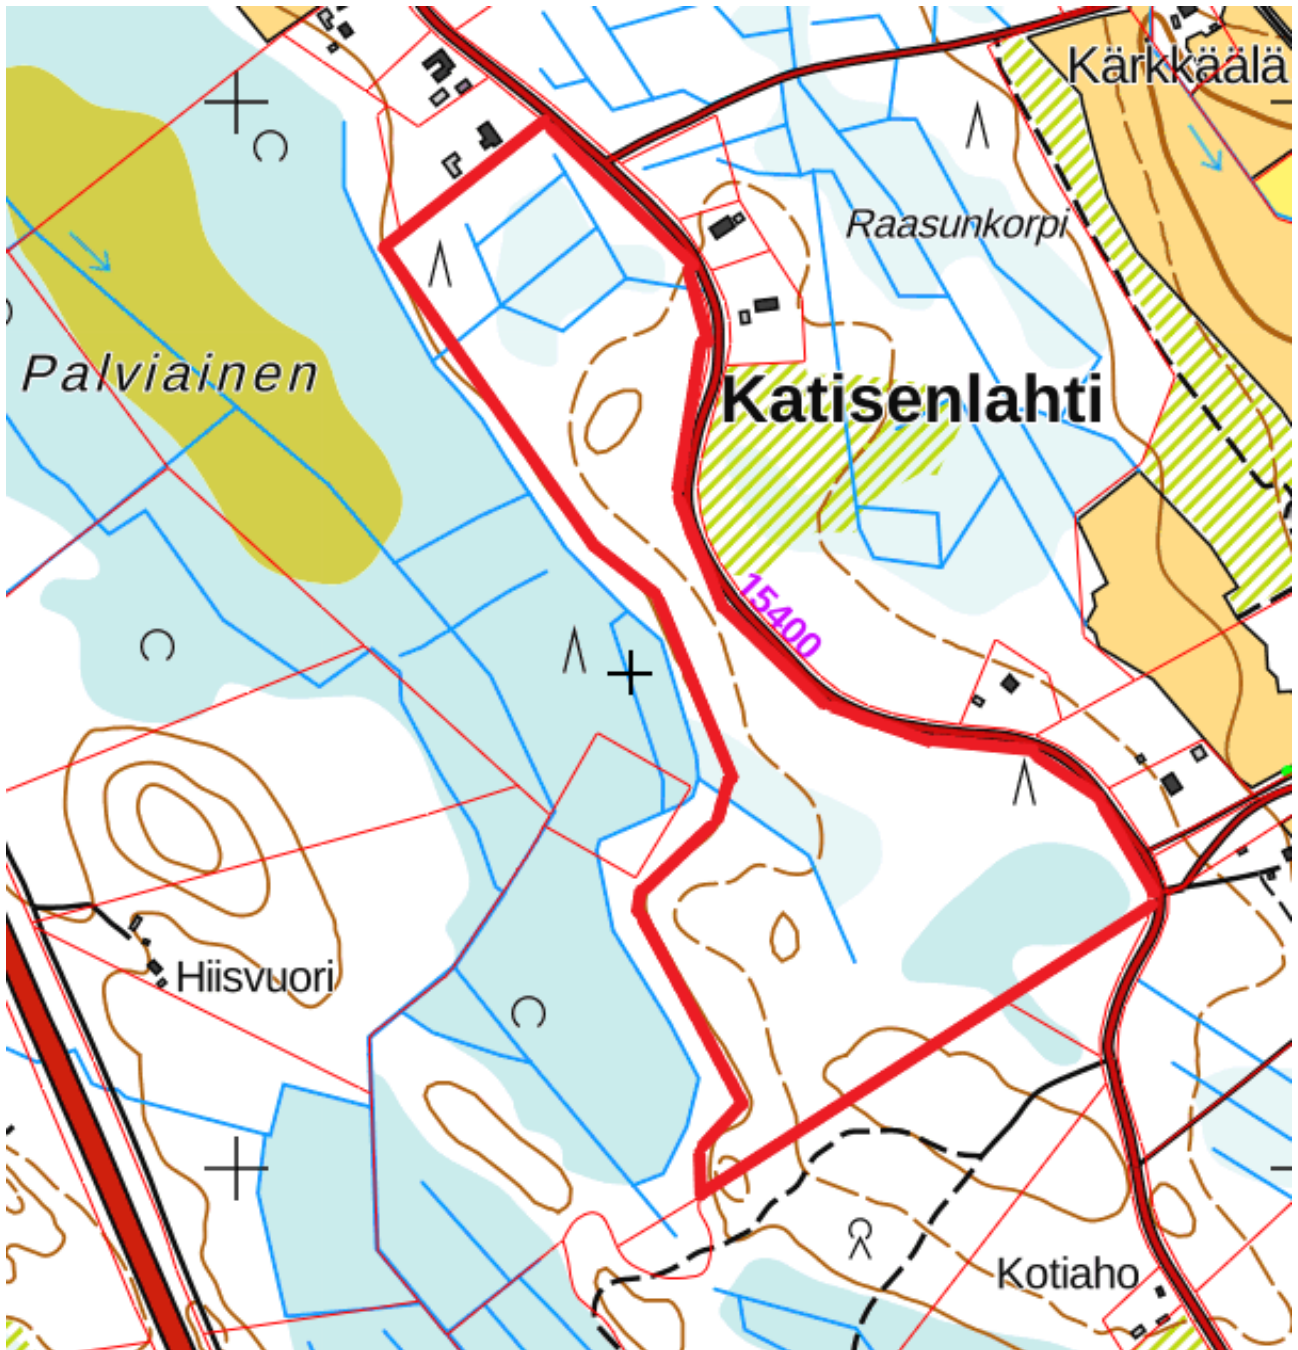 Kärkkäälä
Raasunkorpi
Palviainen
Katisenlahti
15400
Hiisvuori
Kotiaho